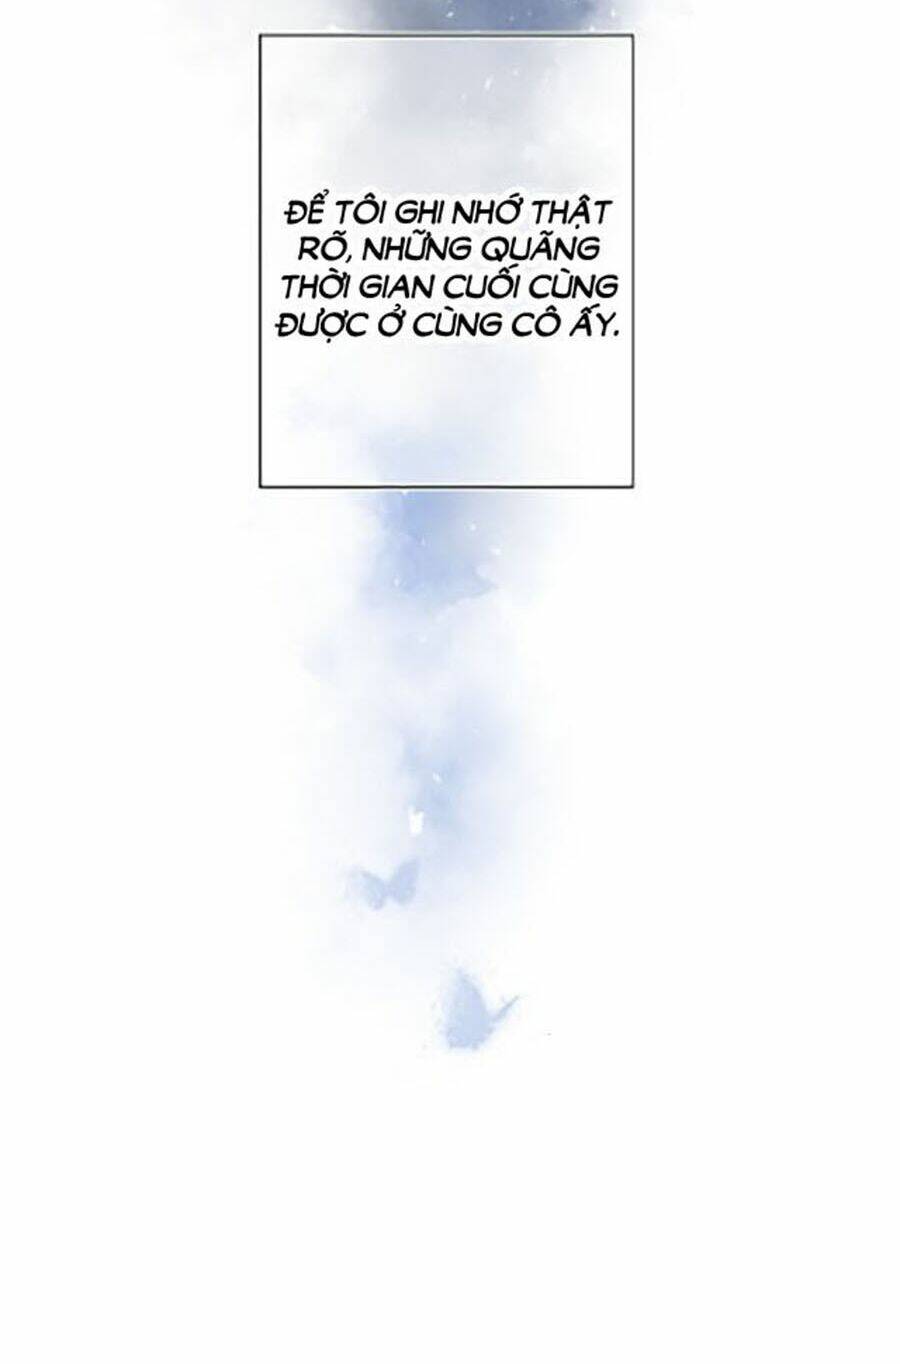 ĐỂ TÔI GHI NHỚ THẬT
RÕ, NHỮNG QUÃNG
THỜI GIAN CUỐI CÙNG
ĐƯỢC Ở CÙNG CÔ ẤY.